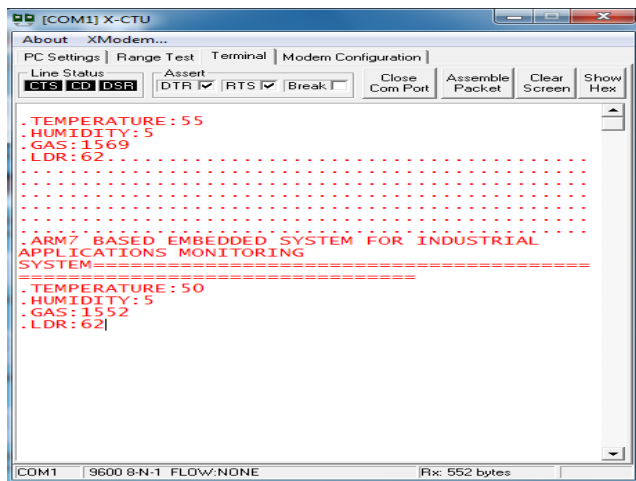 [COM1] X-CTU
About XModem...
PC Settings Range Test Terminal Modem Configuration
Line Status
CTS CD DSR
Assert
DTR RTS Break
Close Com Port
Assemble Packet
Clear Screen
Show Hex
.TEMPERATURE:55
.HUMIDITY:5
.GAS:1569
.LDR:62.......................................
.............................................
.............................................
.............................................
.............................................
.............................................
.ARM7 BASED EMBEDDED SYSTEM FOR INDUSTRIAL
APPLICATIONS MONITORING
SYSTEM=======================================
================================
.TEMPERATURE:50
.HUMIDITY:5
.GAS:1552
.LDR:62
COM1 9600 8-N-1 FLOW:NONE Rx: 552 bytes